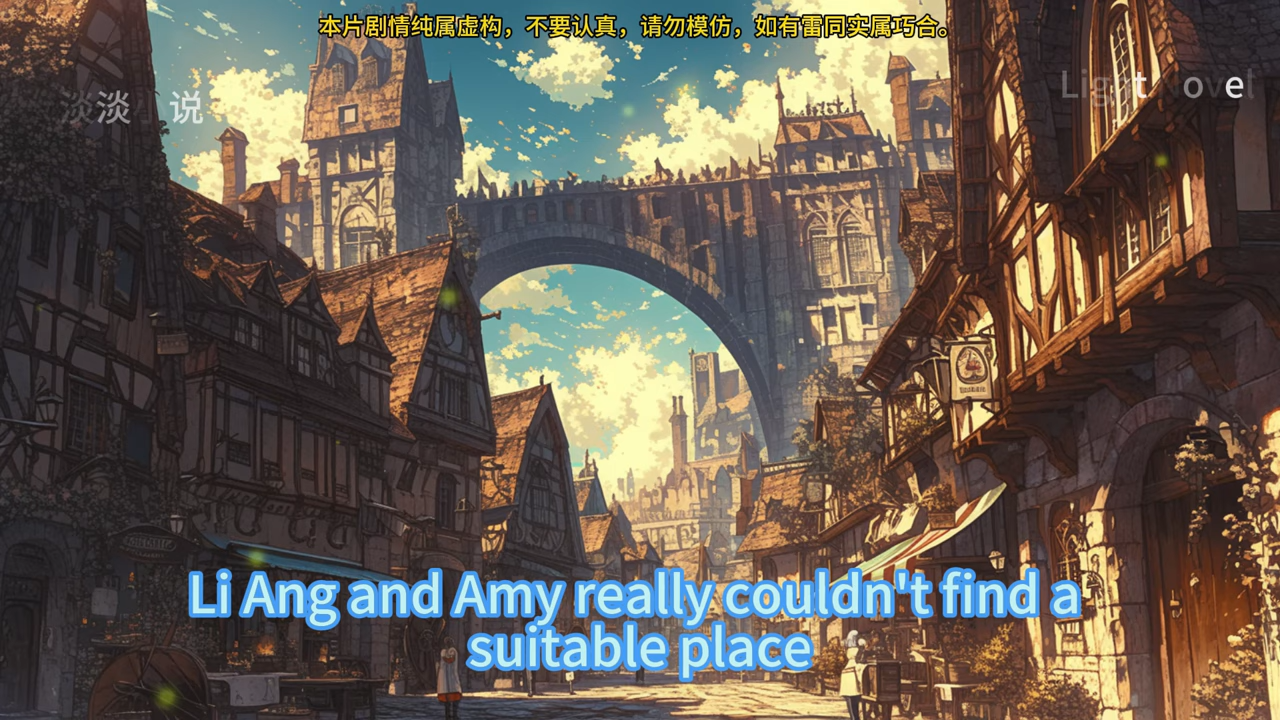 本片剧情纯属虚构，不要认真，请勿模仿，如有雷同实属巧合。
淡淡小说
Light Novel
Li Ang and Amy really couldn't find a
suitable place